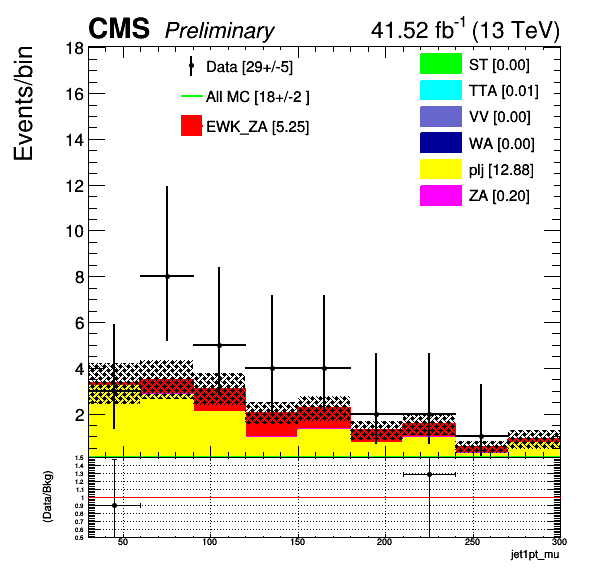 CMS Preliminary 41.52 fb⁻¹ (13 TeV)
Events/bin
18
16
14
12
10
8
6
4
2
Data [29+/-5]
All MC [18+/-2 ]
EWK_ZA [5.25]
ST [0.00]
TTA [0.01]
VV [0.00]
WA [0.00]
plj [12.88]
ZA [0.20]
(Data/Bkg)
1.5
1.4
1.3
1.2
1.1
1
0.9
0.8
0.7
0.6
0.5
50 100 150 200 250 300
jet1pt_mu